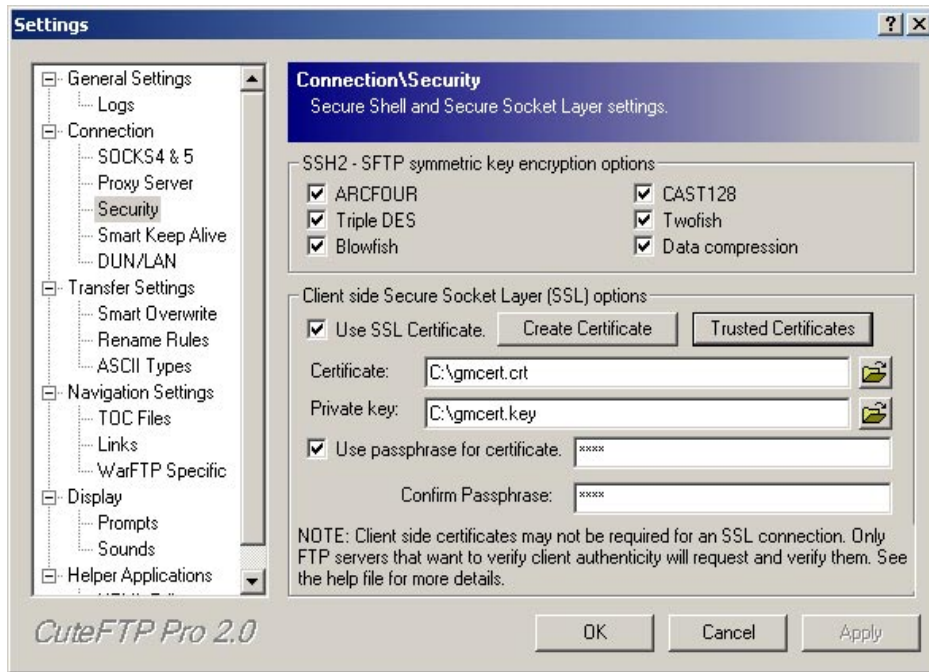 Settings
General Settings
Logs
Connection
SOCKS4 & 5
Proxy Server
Security
Smart Keep Alive
DUN/LAN
Transfer Settings
Smart Overwrite
Rename Rules
ASCII Types
Navigation Settings
TOC Files
Links
WarFTP Specific
Display
Prompts
Sounds
Helper Applications
CuteFTP Pro 2.0
Connection\Security
Secure Shell and Secure Socket Layer settings.
SSH2 - SFTP symmetric key encryption options
ARCFOUR CAST128
Triple DES Twofish
Blowfish Data compression
Client side Secure Socket Layer (SSL) options
Use SSL Certificate. Create Certificate Trusted Certificates
Certificate: C:\gmcert.crt
Private key: C:\gmcert.key
Use passphrase for certificate. ××××
Confirm Passphrase: ××××
NOTE: Client side certificates may not be required for an SSL connection. Only
FTP servers that want to verify client authenticity will request and verify them. See
the help file for more details.
OK Cancel Apply